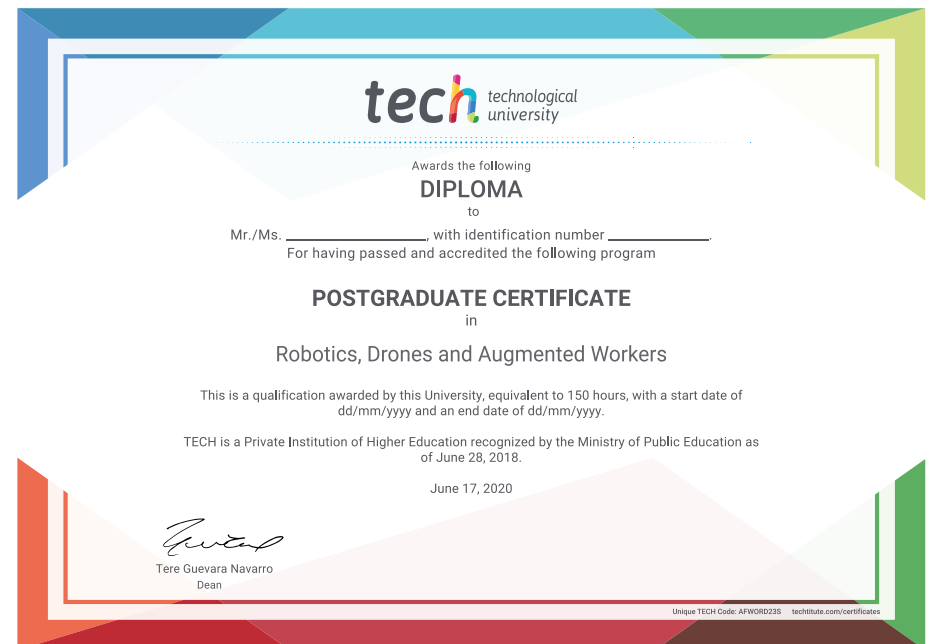 tech technological
university
Awards the following
DIPLOMA
to
Mr./Ms. ____________________, with identification number ______________.
For having passed and accredited the following program
POSTGRADUATE CERTIFICATE
in
Robotics, Drones and Augmented Workers
This is a qualification awarded by this University, equivalent to 150 hours, with a start date of
dd/mm/yyyy and an end date of dd/mm/yyyy.
TECH is a Private Institution of Higher Education recognized by the Ministry of Public Education as
of June 28, 2018.
June 17, 2020
Tere Guevara Navarro
Dean
Unique TECH Code: AFWORD23S techtitute.com/certificates